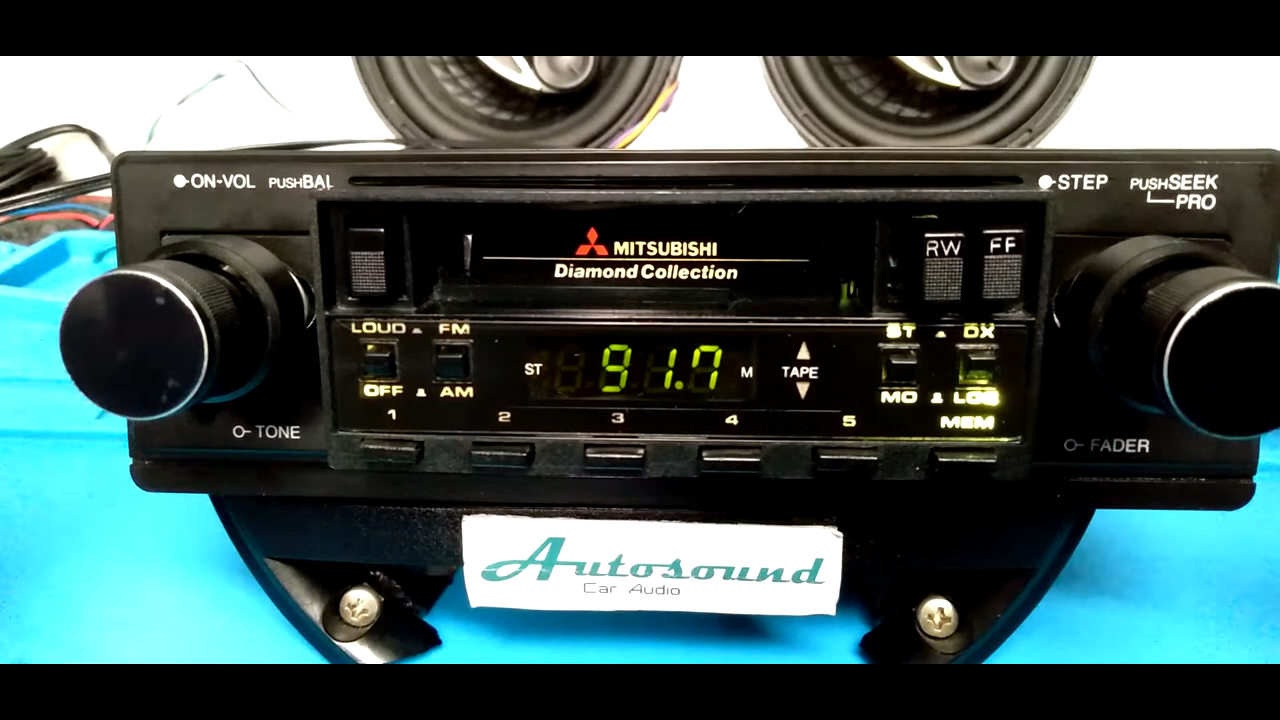 ON-VOL PUSH BAL
STEP PUSH SEEK
PRO
MITSUBISHI
Diamond Collection
RW FF
LOUD FM
ST DX
ST 91.7 M TAPE
OFF AM
MO LOC
1 2 3 4 5 MEM
TONE
FADER
Autosound
Car Audio